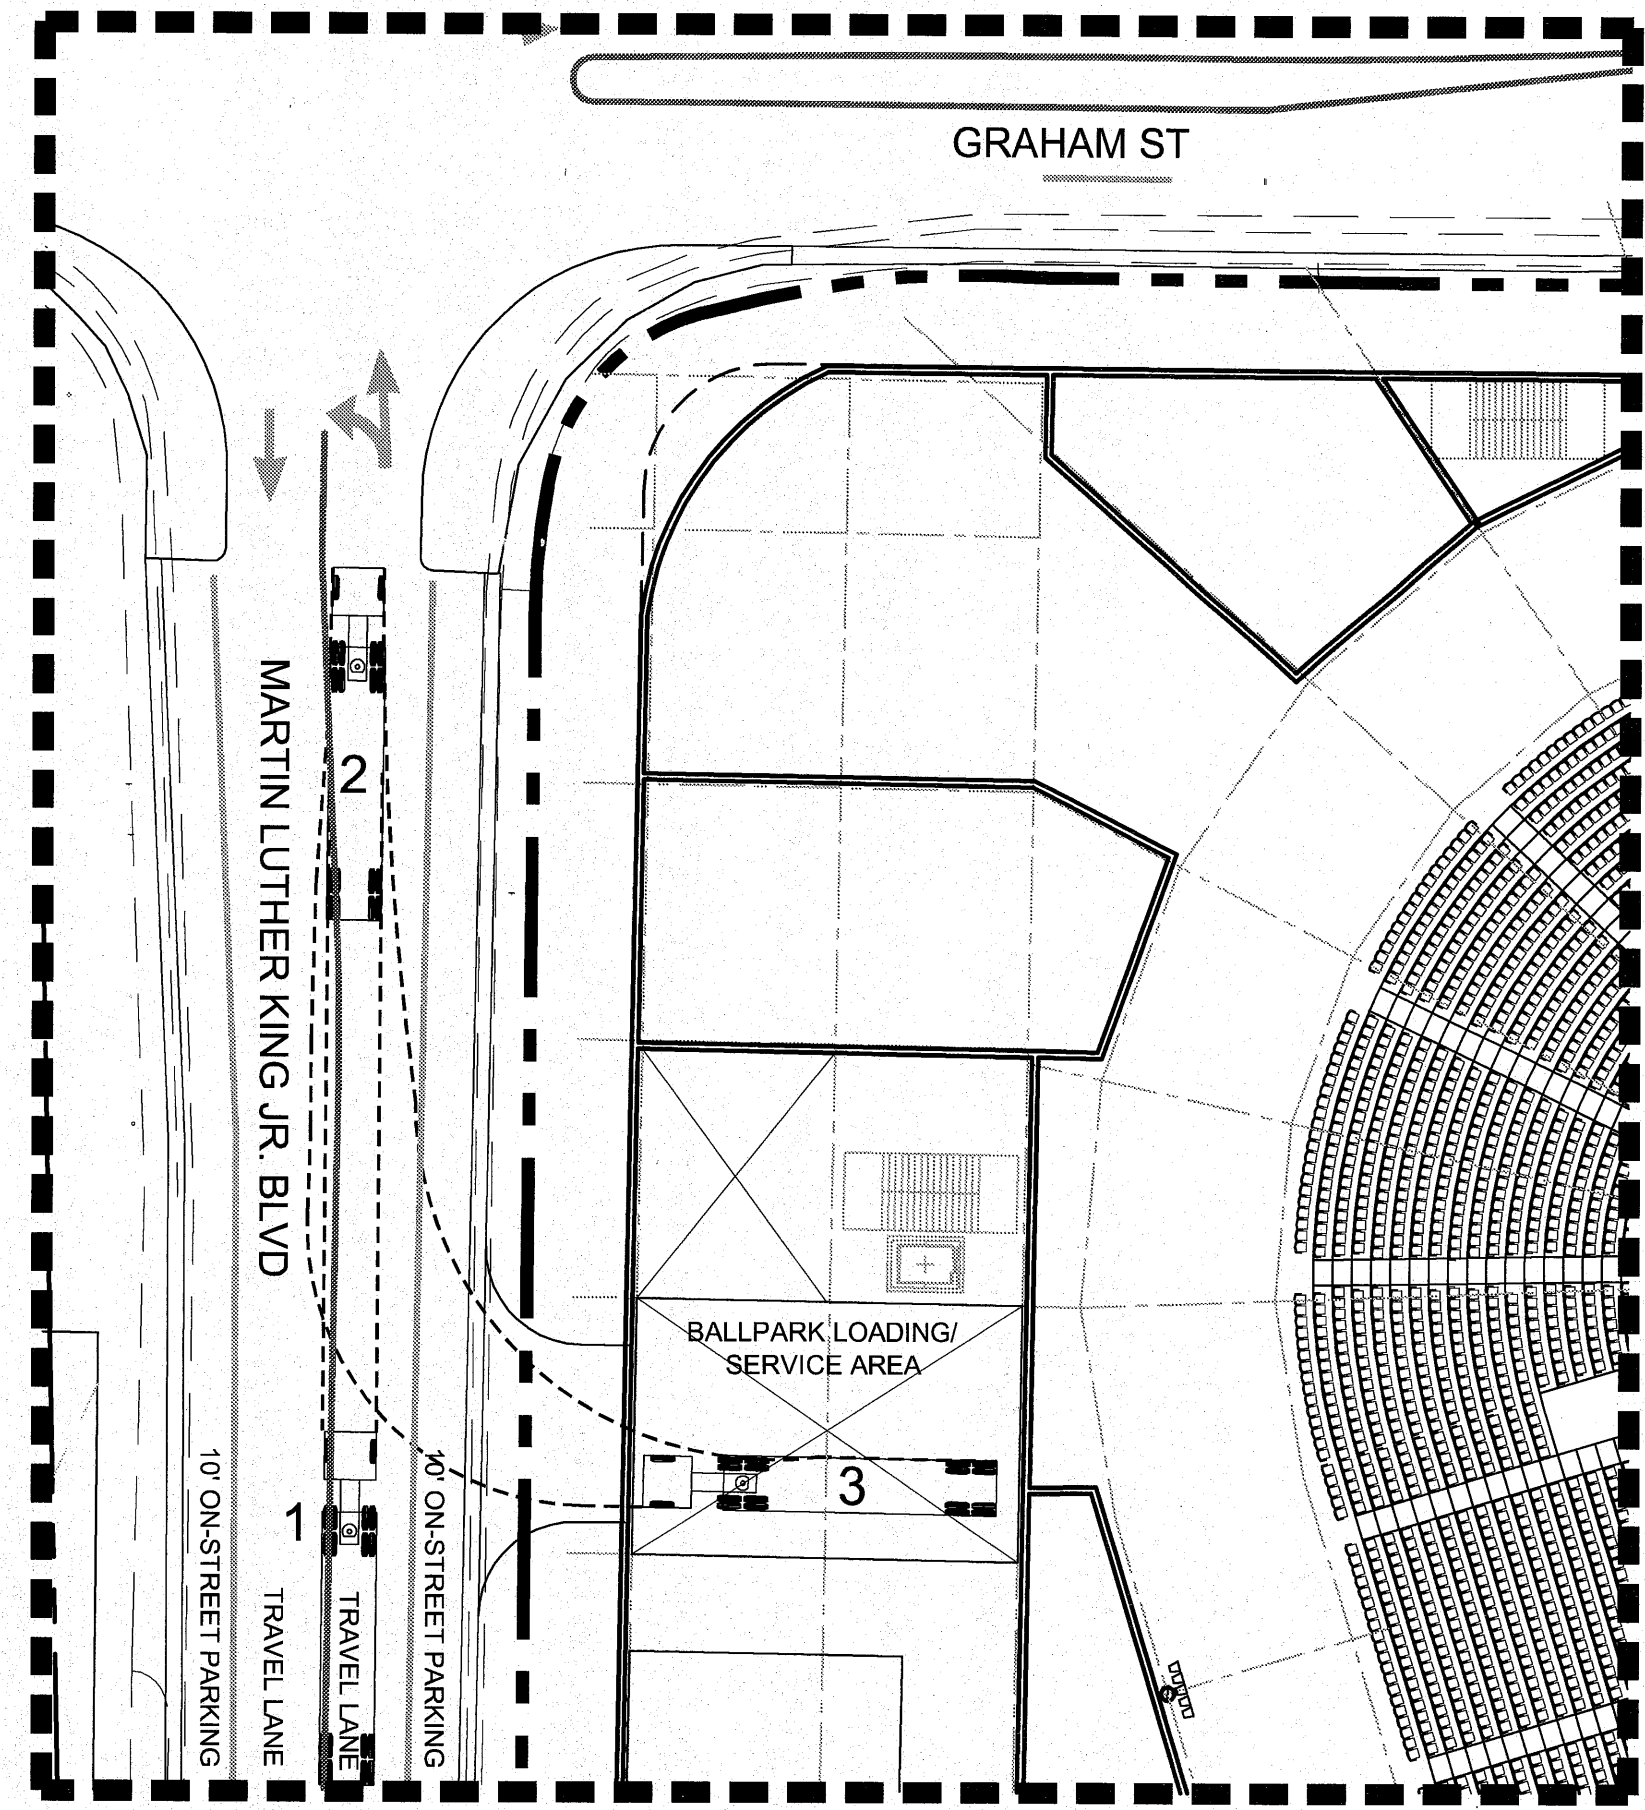 GRAHAM ST
MARTIN LUTHER KING JR. BLVD
2
BALLPARK LOADING/
SERVICE AREA
3
1
10' ON-STREET PARKING
TRAVEL LANE
TRAVEL LANE
10' ON-STREET PARKING